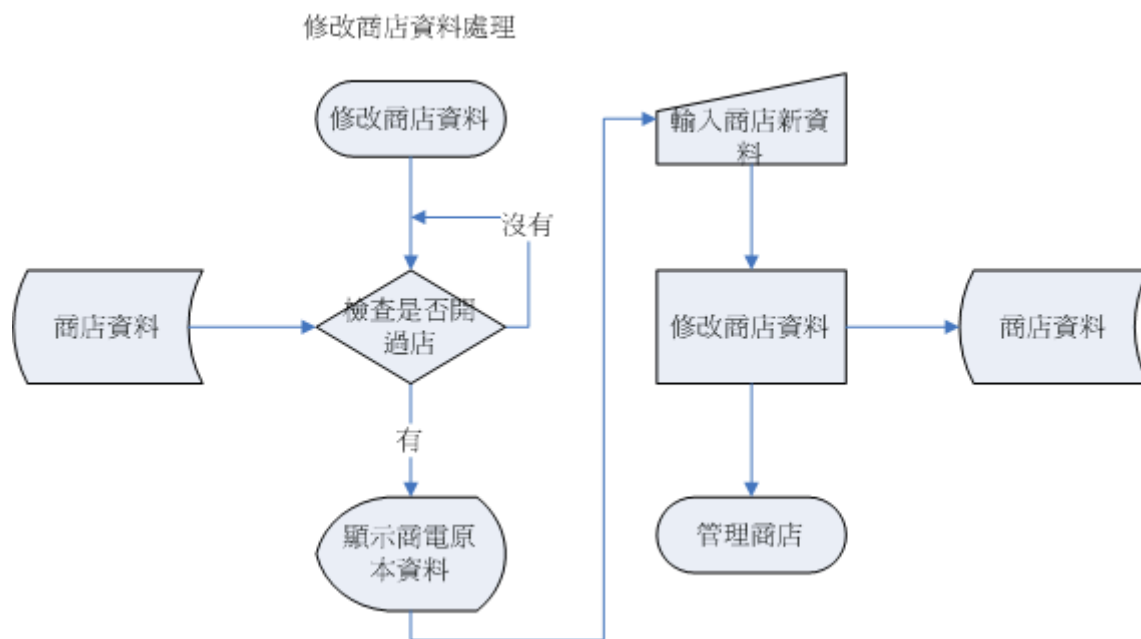 修改商店資料處理
修改商店資料
沒有
商店資料
檢查是否開
過店
有
顯示商電原
本資料
輸入商店新資
料
修改商店資料
商店資料
管理商店